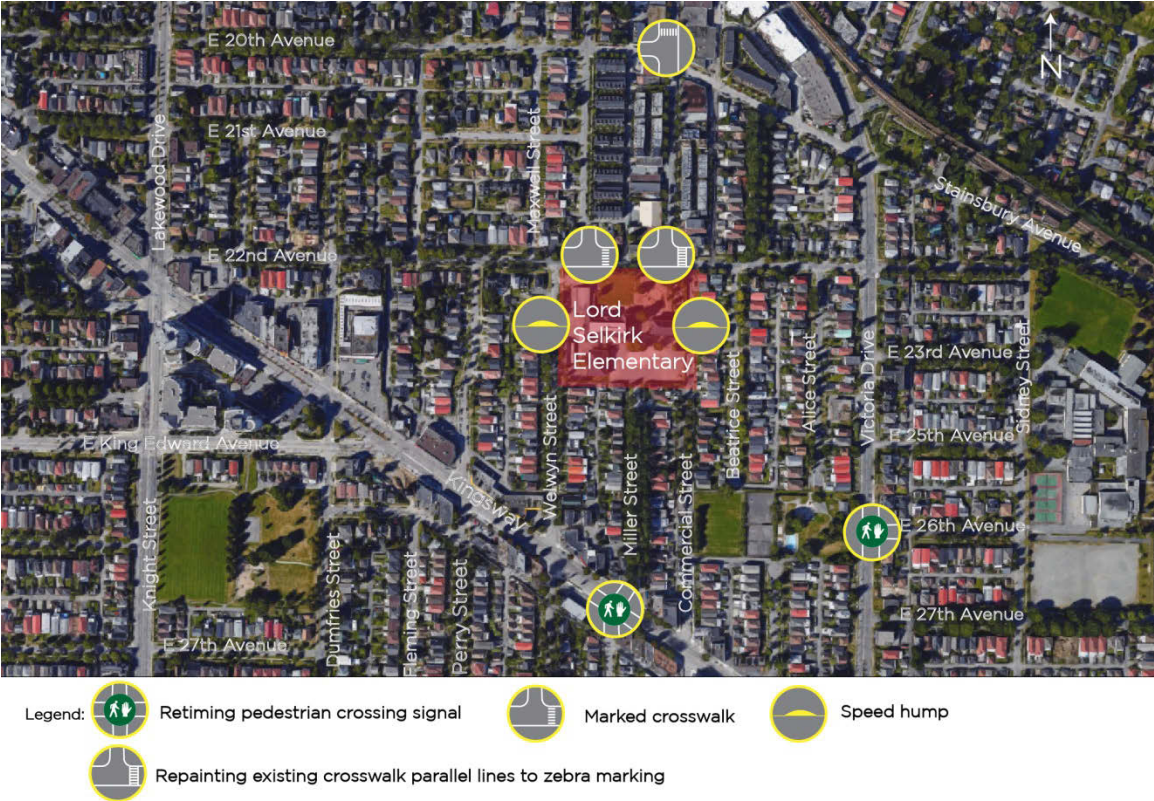 E 20th Avenue
N
E 21st Avenue
Maxwell Street
Lakewood Drive
Stainsbury Avenue
E 22nd Avenue
Lord
Selkirk
Elementary
E 23rd Avenue
Sidney Street
Beatrice Street
Alice Street
VIctoria Drive
E 25th Avenue
E King Edward Avenue
Welwyn Street
Kingsway
Miller Street
Commercial Street
E 26th Avenue
Knight Street
Dumfries Street
Fleming Street
Perry Street
E 27th Avenue
E 27th Avenue
Legend:
Retiming pedestrian crossing signal
Marked crosswalk
Speed hump
Repainting existing crosswalk parallel lines to zebra marking